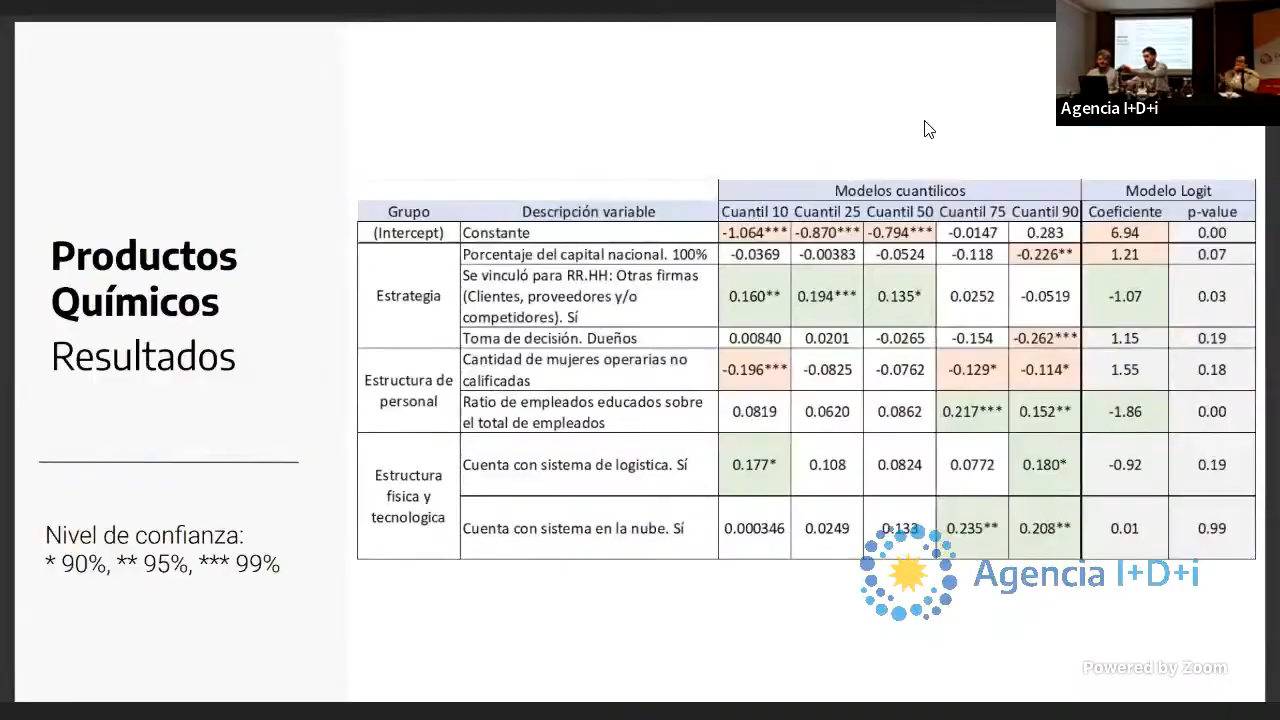 Agencia I+D+i
Productos
Químicos
Resultados
Nivel de confianza:
* 90%, ** 95%, *** 99%
Modelos cuantilicos Modelo Logit
Grupo Descripción variable Cuantil 10 Cuantil 25 Cuantil 50 Cuantil 75 Cuantil 90 Coeficiente p-value
(Intercept) Constante -1.064*** -0.870*** -0.794*** -0.0147 0.283 6.94 0.00
Estrategia
Porcentaje del capital nacional. 100% -0.0369 -0.00383 -0.0524 -0.118 -0.226** 1.21 0.07
Se vinculó para RR.HH: Otras firmas
(Clientes, proveedores y/o
competidores). Sí
0.160** 0.194*** 0.135* 0.0252 -0.0519 -1.07 0.03
Toma de decisión. Dueños 0.00840 0.0201 -0.0265 -0.154 -0.262*** 1.15 0.19
Estructura de
personal
Cantidad de mujeres operarias no
calificadas
-0.196*** -0.0825 -0.0762 -0.129* -0.114* 1.55 0.18
Ratio de empleados educados sobre
el total de empleados
0.0819 0.0620 0.0862 0.217*** 0.152** -1.86 0.00
Estructura
fisica y
tecnologica
Cuenta con sistema de logistica. Sí 0.177* 0.108 0.0824 0.0772 0.180* -0.92 0.19
Cuenta con sistema en la nube. Sí 0.000346 0.0249 0.133 0.235** 0.208** 0.01 0.99
Agencia I+D+i
Powered by Zoom